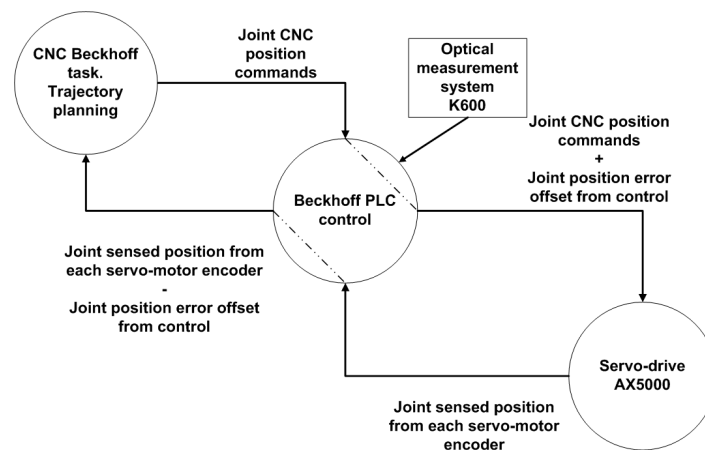 CNC Beckhoff
task.
Trajectory
planning
Joint CNC
position
commands
Optical
measurement
system
K600
Joint CNC position
commands
+
Joint position error
offset from control
Beckhoff PLC
control
Joint sensed position from
each servo-motor encoder
-
Joint position error offset
from control
Servo-drive
AX5000
Joint sensed position
from each servo-motor
encoder